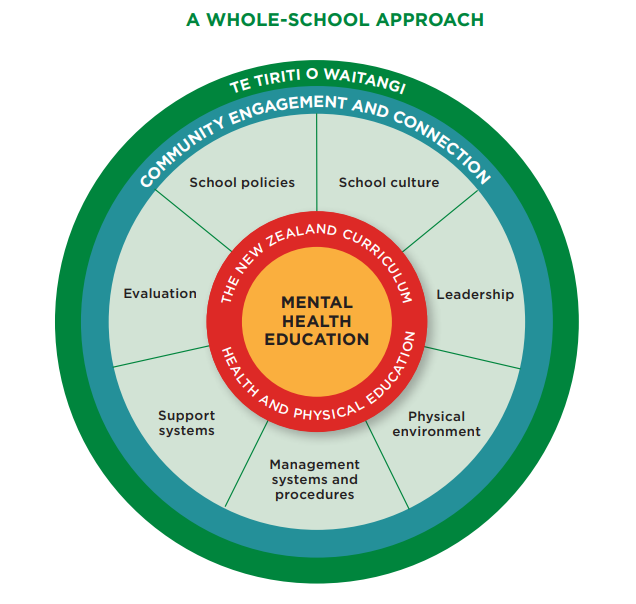 A WHOLE-SCHOOL APPROACH
TE TIRITI O WAITANGI
COMMUNITY ENGAGEMENT AND CONNECTION
School policies
School culture
Evaluation
Leadership
THE NEW ZEALAND CURRICULUM
MENTAL
HEALTH
EDUCATION
HEALTH AND PHYSICAL EDUCATION
Support
systems
Physical
environment
Management
systems and
procedures